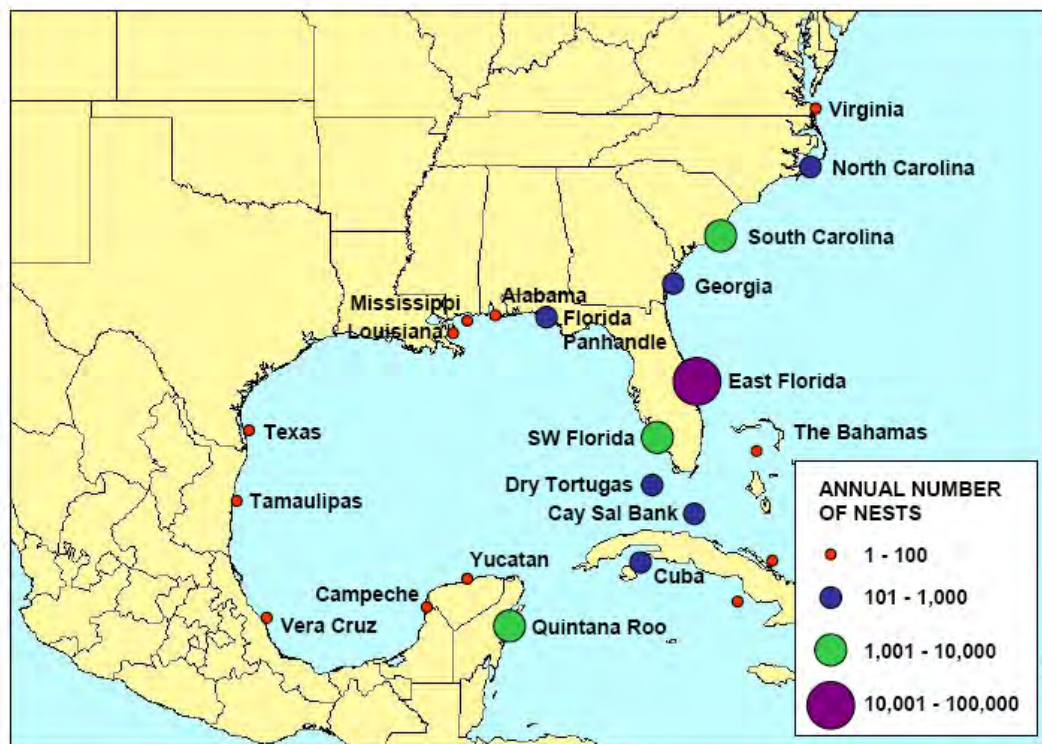 Virginia
North Carolina
South Carolina
Georgia
Alabama
Mississippi
Florida
Panhandle
Louisiana
East Florida
Texas
SW Florida
The Bahamas
Dry Tortugas
Tamaulipas
Cay Sal Bank
Yucatan
Cuba
Campeche
Vera Cruz
Quintana Roo
ANNUAL NUMBER
OF NESTS
1 - 100
101 - 1,000
1,001 - 10,000
10,001 - 100,000